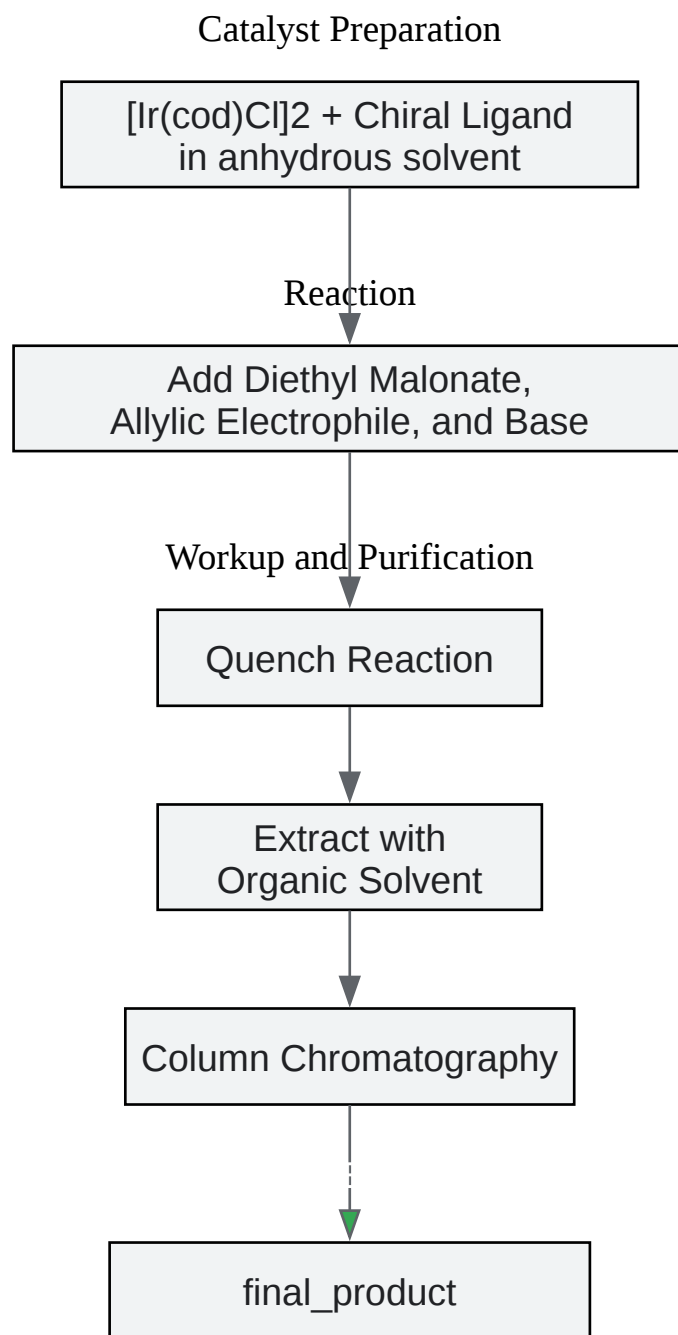 Catalyst Preparation
[Ir(cod)Cl]2 + Chiral Ligand
in anhydrous solvent
Reaction
Add Diethyl Malonate,
Allylic Electrophile, and Base
Workup and Purification
Quench Reaction
Extract with
Organic Solvent
Column Chromatography
final_product